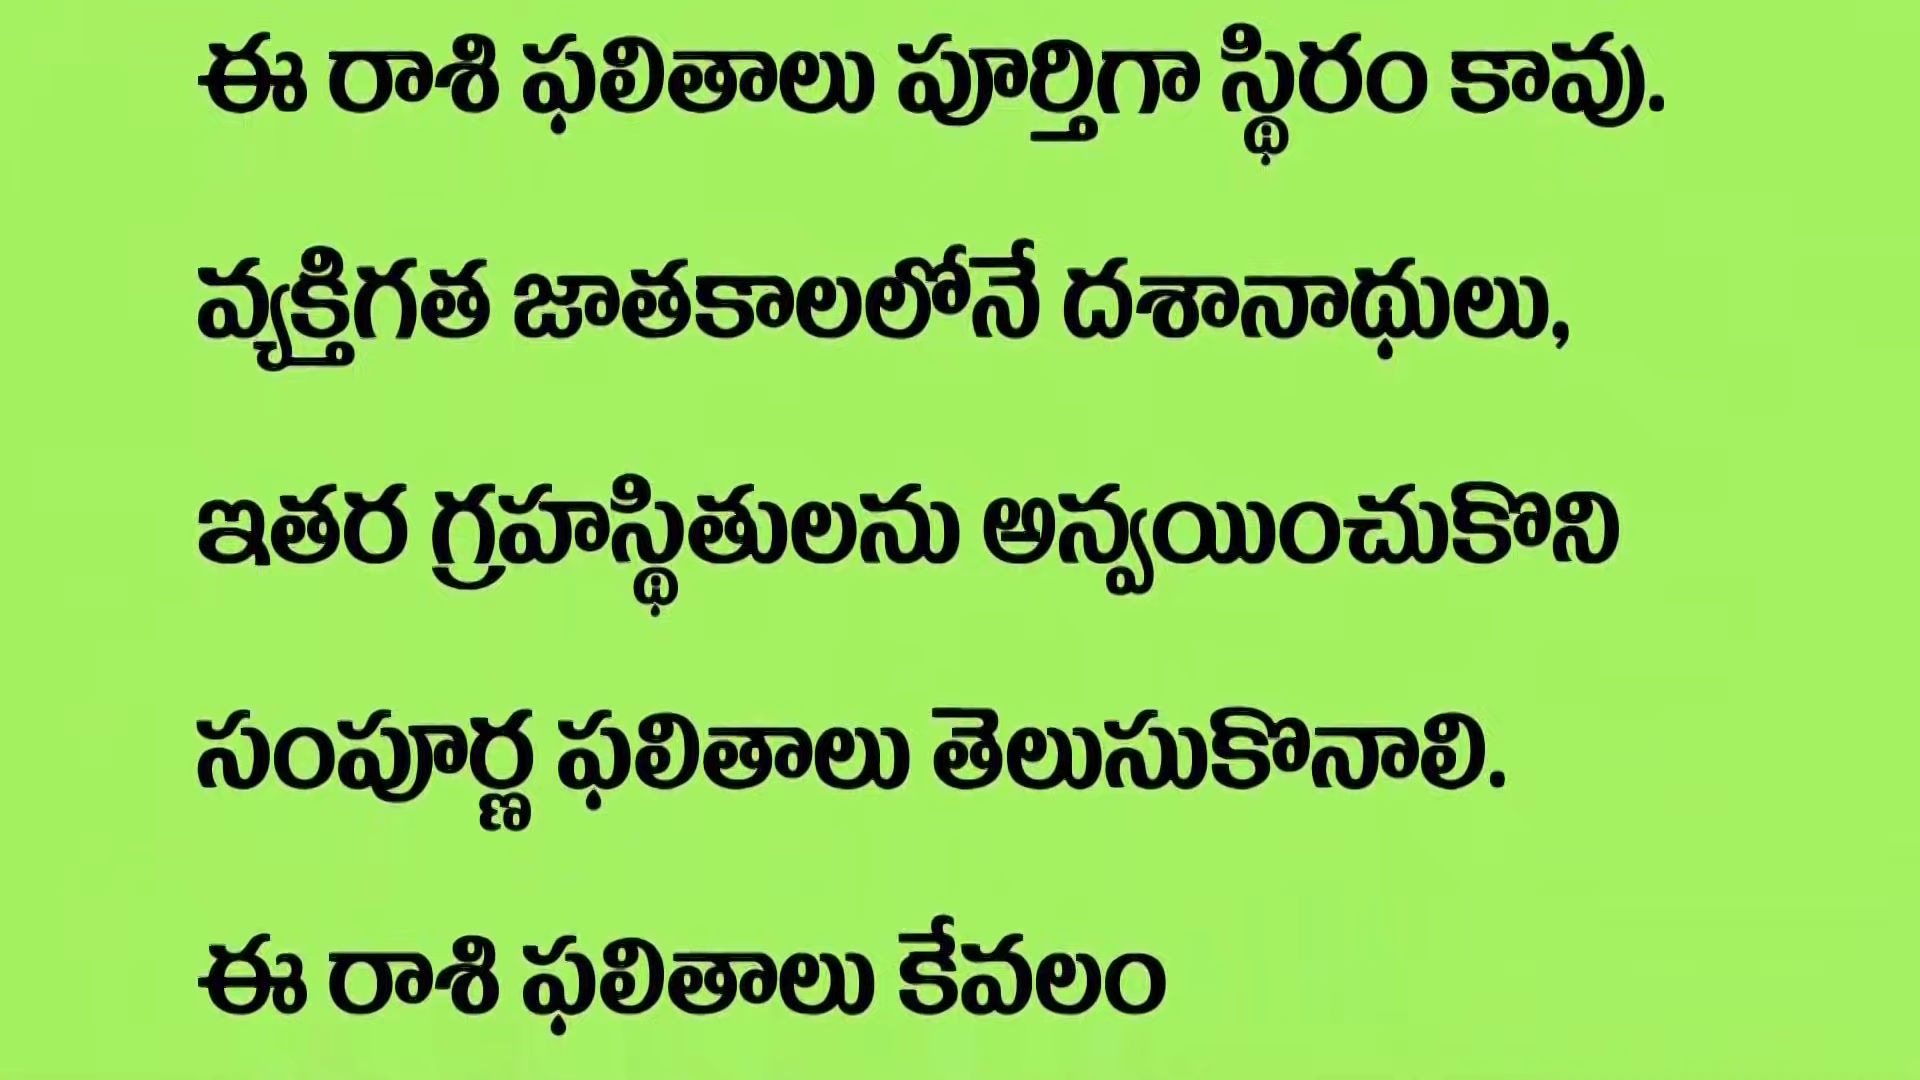 ఈ రాశి ఫలితాలు పూర్తిగా స్థిరం కావు.
వ్యక్తిగత జాతకాలలోనే దశానాథులు,
ఇతర గ్రహస్థితులను అన్వయించుకొని
సంపూర్ణ ఫలితాలు తెలుసుకొనాలి.
ఈ రాశి ఫలితాలు కేవలం